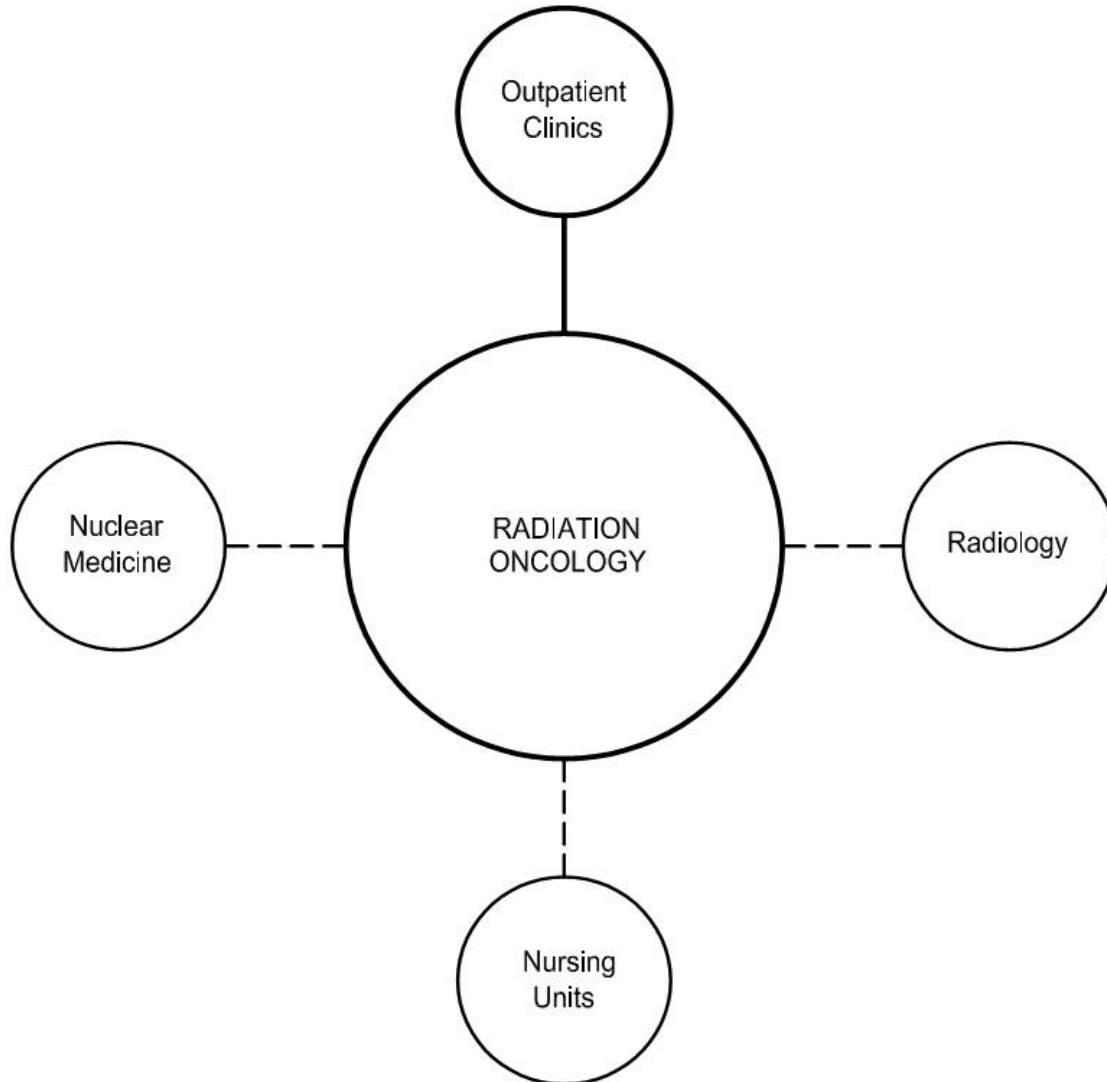 Outpatient
Clinics
Nuclear
Medicine
RADIATION
ONCOLOGY
Radiology
Nursing
Units